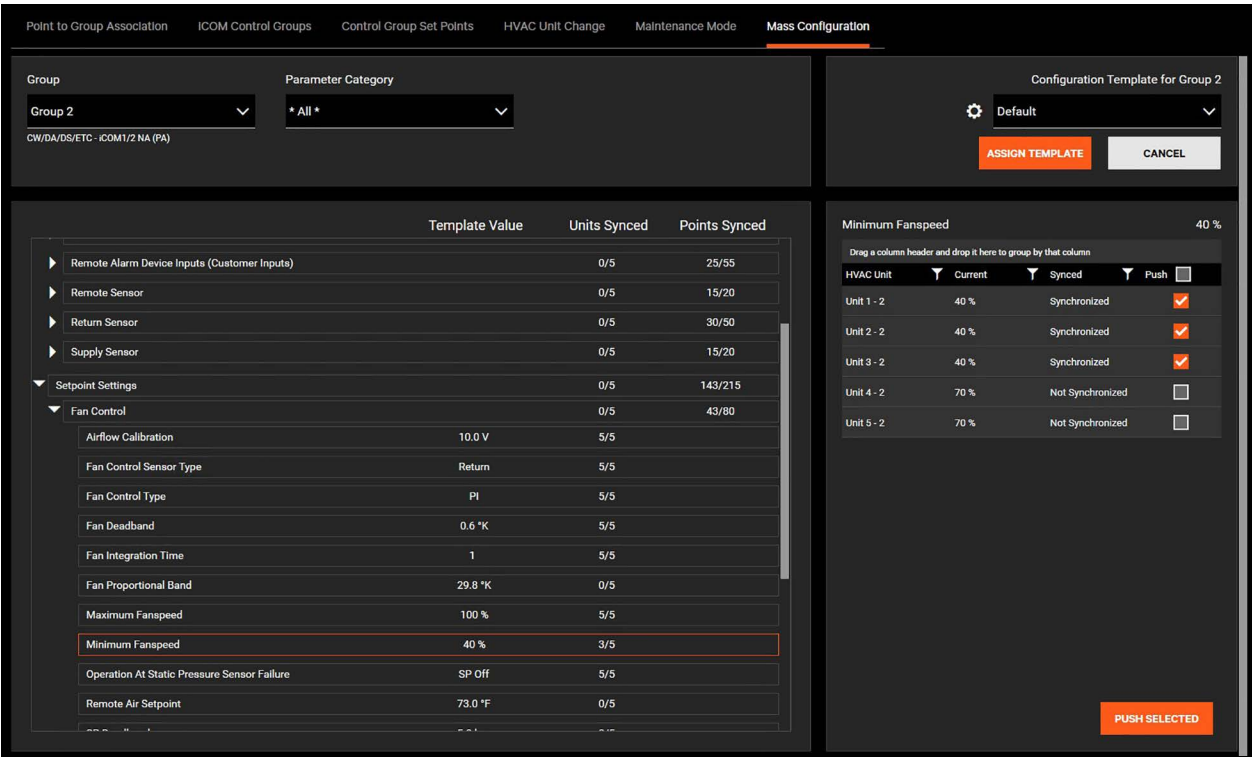 Point to Group Association ICOM Control Groups Control Group Set Points HVAC Unit Change Maintenance Mode Mass Configuration
Group Parameter Category
Group 2 * All *
CW/DA/DS/ETC - iCOM1/2 NA (PA)
Configuration Template for Group 2
Default
ASSIGN TEMPLATE CANCEL
Template Value Units Synced Points Synced
Remote Alarm Device Inputs (Customer Inputs) 0/5 25/55
Remote Sensor 0/5 15/20
Return Sensor 0/5 30/50
Supply Sensor 0/5 15/20
Setpoint Settings 0/5 143/215
Fan Control 0/5 43/80
Airflow Calibration 10.0 V 5/5
Fan Control Sensor Type Return 5/5
Fan Control Type PI 5/5
Fan Deadband 0.6 °K 5/5
Fan Integration Time 1 5/5
Fan Proportional Band 29.8 °K 0/5
Maximum Fanspeed 100 % 5/5
Minimum Fanspeed 40 % 3/5
Operation At Static Pressure Sensor Failure SP Off 5/5
Remote Air Setpoint 73.0 °F 0/5
Minimum Fanspeed 40 %
Drag a column header and drop it here to group by that column
HVAC Unit Current Synced Push
Unit 1 - 2 40 % Synchronized
Unit 2 - 2 40 % Synchronized
Unit 3 - 2 40 % Synchronized
Unit 4 - 2 70 % Not Synchronized
Unit 5 - 2 70 % Not Synchronized
PUSH SELECTED